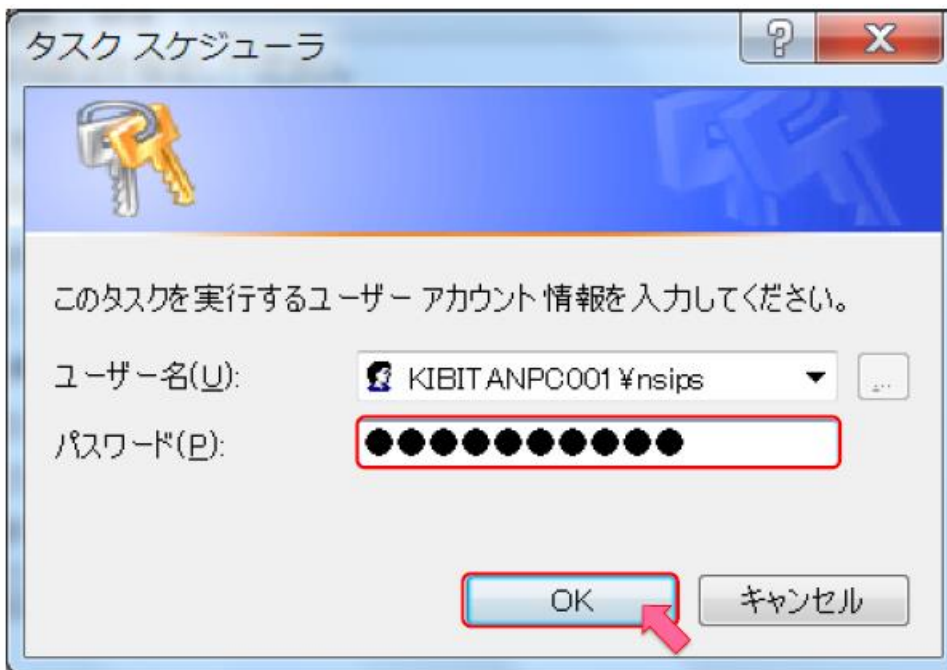 タスク スケジューラ
このタスクを実行するユーザー アカウント情報を入力してください。
ユーザー名(U):
KIBITANPC001¥nsips
...
パスワード(P):
●●●●●●●●●●
OK
キャンセル